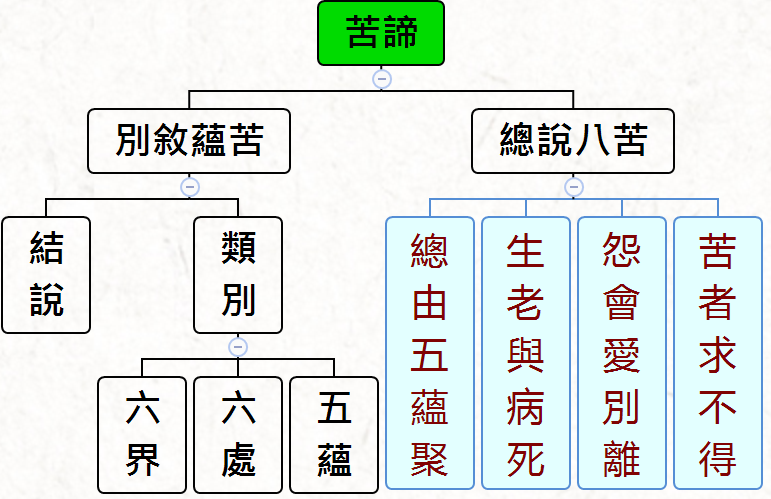 苦諦
別敘蘊苦
總說八苦
結說
類別
總由五蘊聚
生老與病死
怨會愛別離
苦者求不得
六界
六處
五蘊